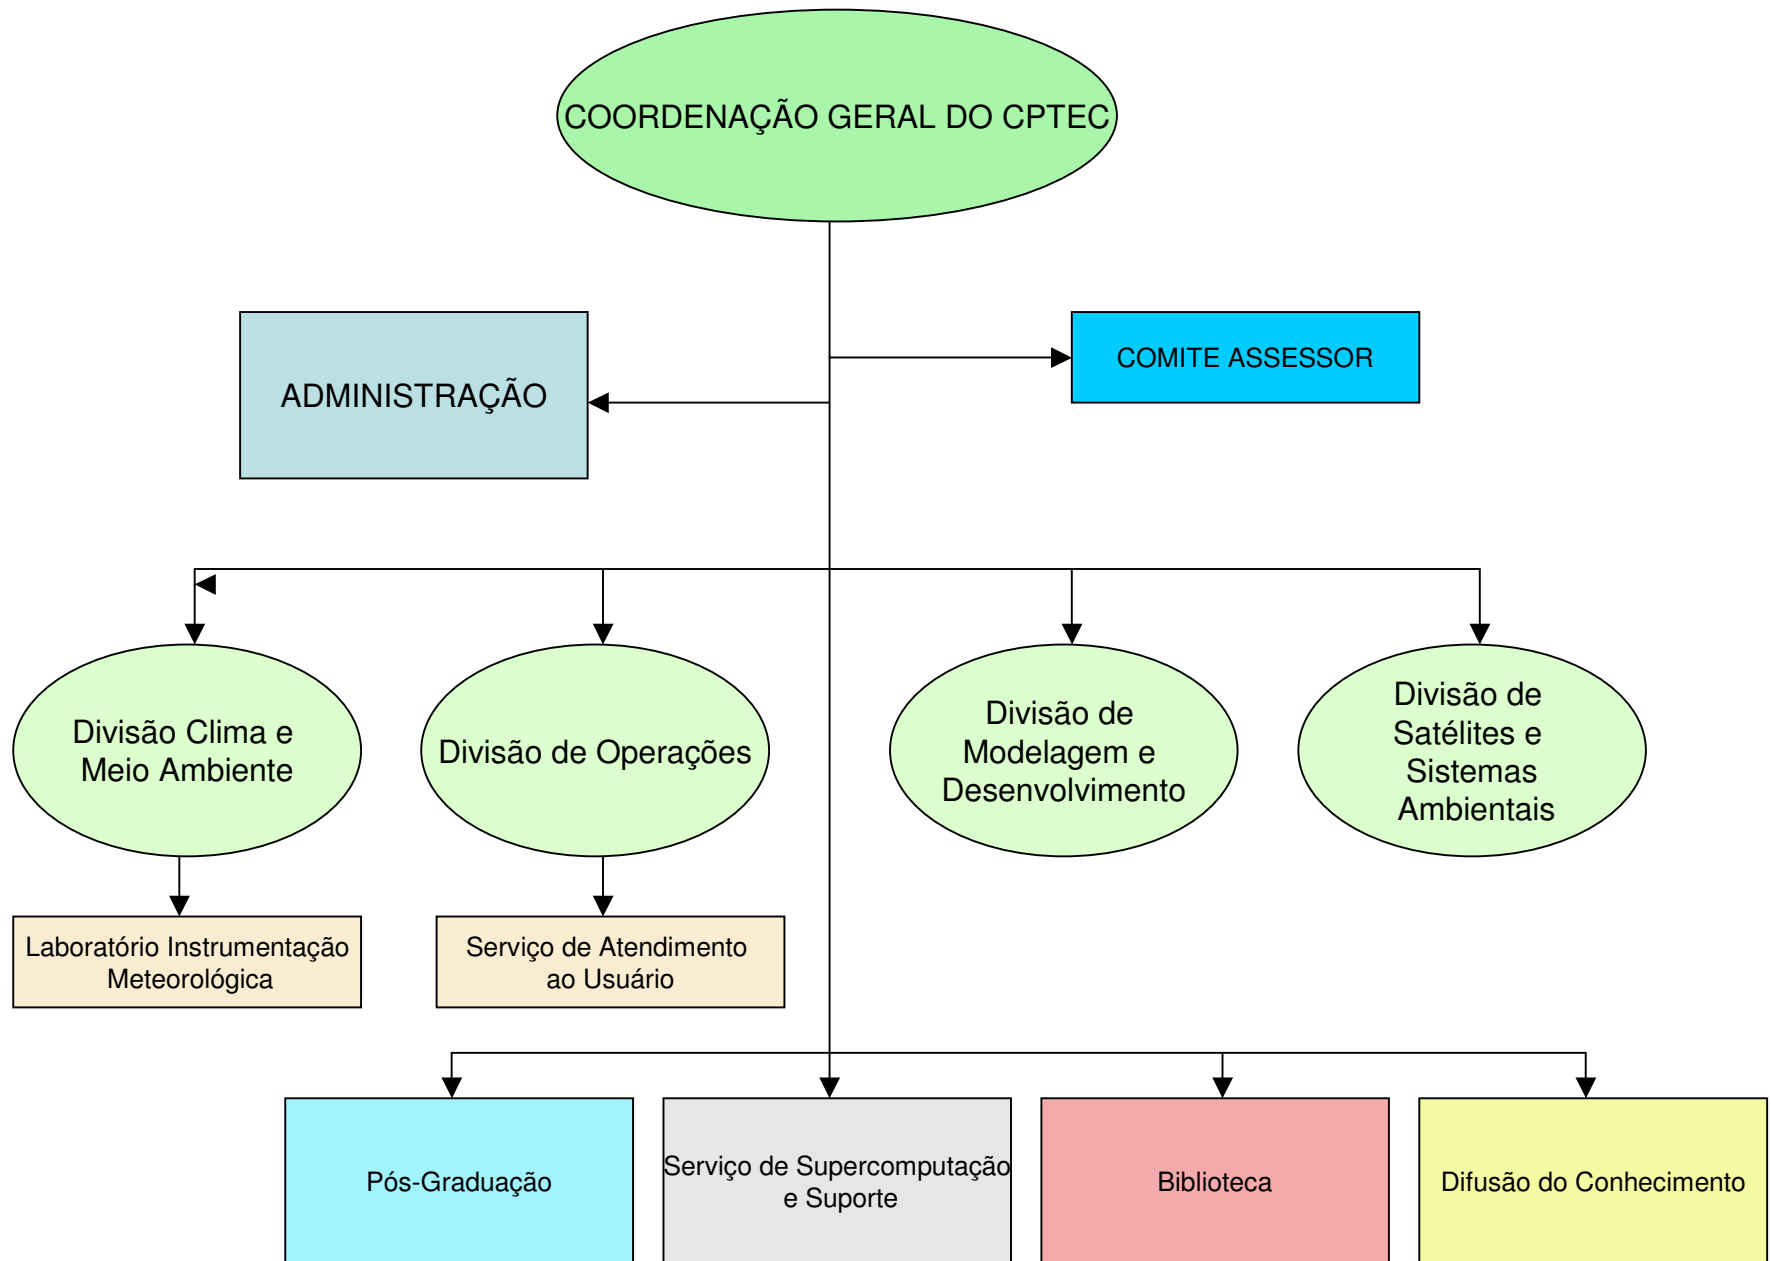 COORDENAÇÃO GERAL DO CPTEC
COMITE ASSESSOR
ADMINISTRAÇÃO
Divisão Clima e
Meio Ambiente
Divisão de Operações
Divisão de
Modelagem e
Desenvolvimento
Divisão de
Satélites e
Sistemas
Ambientais
Laboratório Instrumentação
Meteorológica
Serviço de Atendimento
ao Usuário
Pós-Graduação
Serviço de Supercomputação
e Suporte
Biblioteca
Difusão do Conhecimento